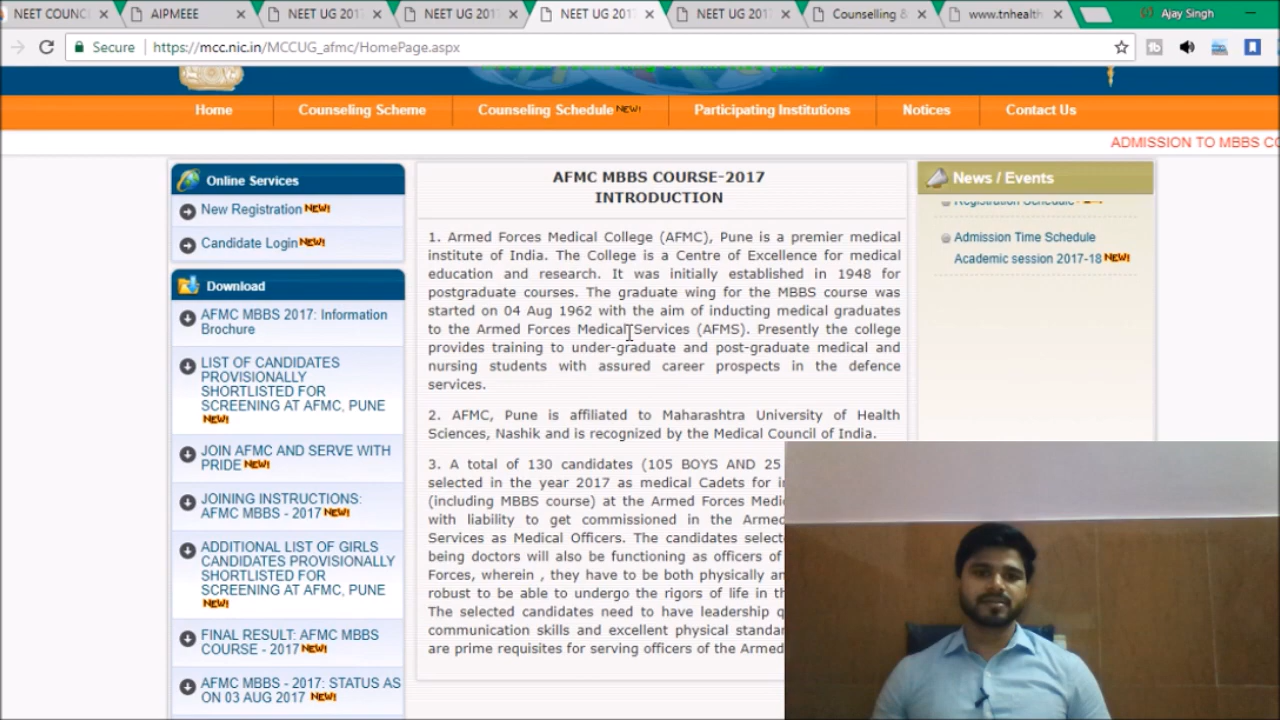 NEET COUNC
AIPMEEE
NEET UG 201
NEET UG 201
NEET UG 201
NEET UG 201
Counselling &
www.tnhealth
Ajay Singh
Secure
https://mcc.nic.in/MCCUG_afmc/HomePage.aspx
Home
Counseling Scheme
Counseling Schedule NEW!
Participating Institutions
Notices
Contact Us
ADMISSION TO MBBS CO
Online Services
New Registration NEW!
Candidate Login NEW!
Download
AFMC MBBS 2017: Information
Brochure
LIST OF CANDIDATES
PROVISIONALLY
SHORTLISTED FOR
SCREENING AT AFMC, PUNE
NEW!
JOIN AFMC AND SERVE WITH
PRIDE NEW!
JOINING INSTRUCTIONS:
AFMC MBBS - 2017 NEW!
ADDITIONAL LIST OF GIRLS
CANDIDATES PROVISIONALLY
SHORTLISTED FOR
SCREENING AT AFMC, PUNE
NEW!
FINAL RESULT: AFMC MBBS
COURSE - 2017 NEW!
AFMC MBBS - 2017: STATUS AS
ON 03 AUG 2017 NEW!
AFMC MBBS COURSE-2017
INTRODUCTION
1. Armed Forces Medical College (AFMC), Pune is a premier medical
institute of India. The College is a Centre of Excellence for medical
education and research. It was initially established in 1948 for
postgraduate courses. The graduate wing for the MBBS course was
started on 04 Aug 1962 with the aim of inducting medical graduates
to the Armed Forces Medical Services (AFMS). Presently the college
provides training to under-graduate and post-graduate medical and
nursing students with assured career prospects in the defence
services.
2. AFMC, Pune is affiliated to Maharashtra University of Health
Sciences, Nashik and is recognized by the Medical Council of India.
3. A total of 130 candidates (105 BOYS AND 25
selected in the year 2017 as medical Cadets for i
(including MBBS course) at the Armed Forces Medi
with liability to get commissioned in the Armed
Services as Medical Officers. The candidates selecte
being doctors will also be functioning as officers of
Forces, wherein , they have to be both physically an
robust to be able to undergo the rigors of life in th
The selected candidates need to have leadership q
communication skills and excellent physical standar
are prime requisites for serving officers of the Armed
News / Events
Registration Schedule
Admission Time Schedule
Academic session 2017-18 NEW!